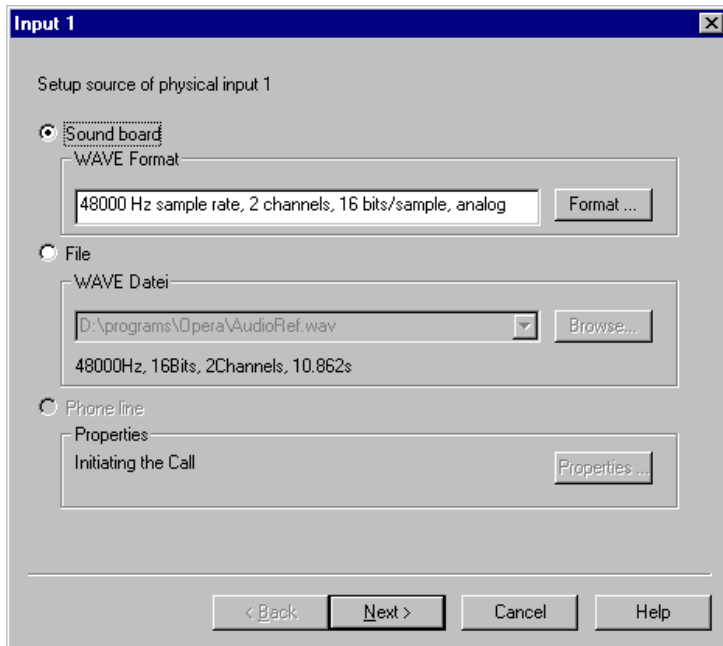 Input 1
Setup source of physical input 1
Sound board
WAVE Format
48000 Hz sample rate, 2 channels, 16 bits/sample, analog
Format ...
File
WAVE Datei
D:\programs\Opera\AudioRef.wav
Browse...
48000Hz, 16Bits, 2Channels, 10.862s
Phone line
Properties
Initiating the Call
Properties ...
< Back
Next >
Cancel
Help